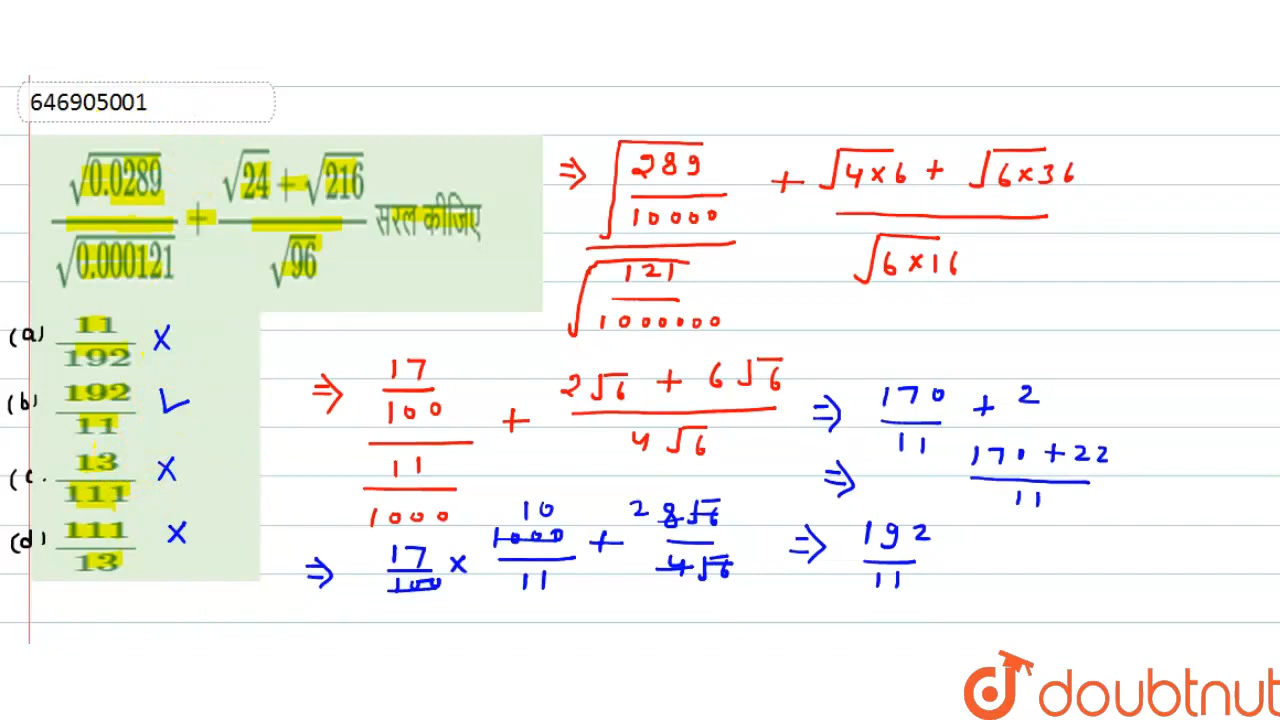 646905001
√0.0289/√0.000121 + (√24 + √216)/√96 सरल कीजिए
(a) 11/192 ×
(b) 192/11 ✓
(c. 13/111 ×
(d) 111/13 ×
⇒ √(289/10000)/√(121/1000000) + (√4×6 + √6×36)/√6×16
⇒ (17/100)/(11/1000) + (2√6 + 6√6)/4√6
⇒ 17/100 × 10 1000/11 + 2 8√6/4√6
⇒ 170/11 + 2
⇒ 170 + 22/11
⇒ 192/11
doubtnut